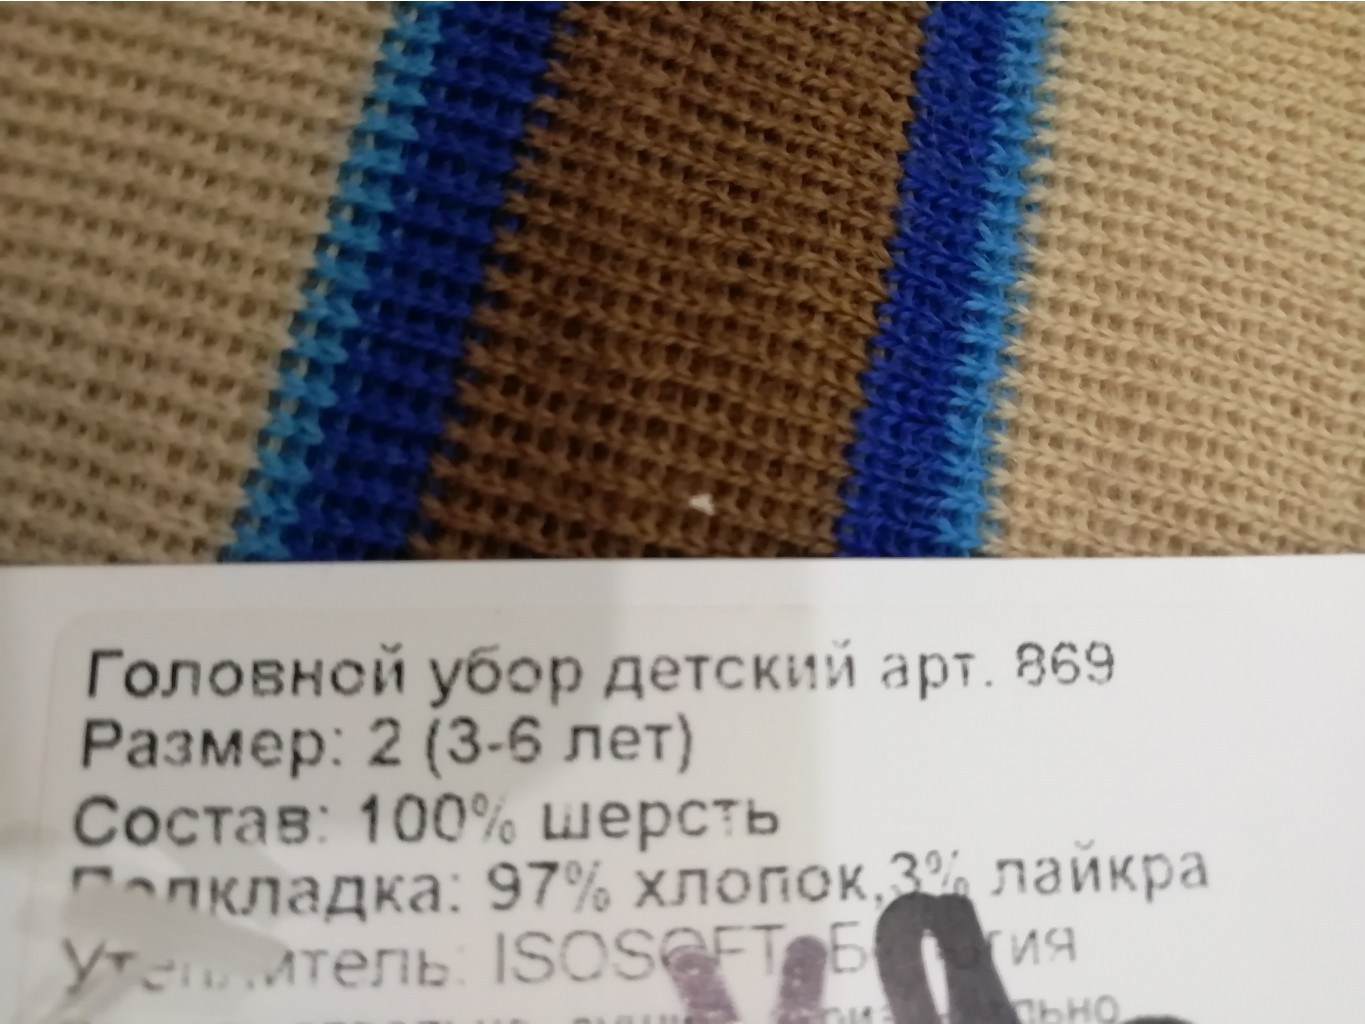 Головной убор детский арт. 869
Размер: 2 (3-6 лет)
Состав: 100% шерсть
Подкладка: 97% хлопок,3% лайкра
Утеплитель: ISOSOFT